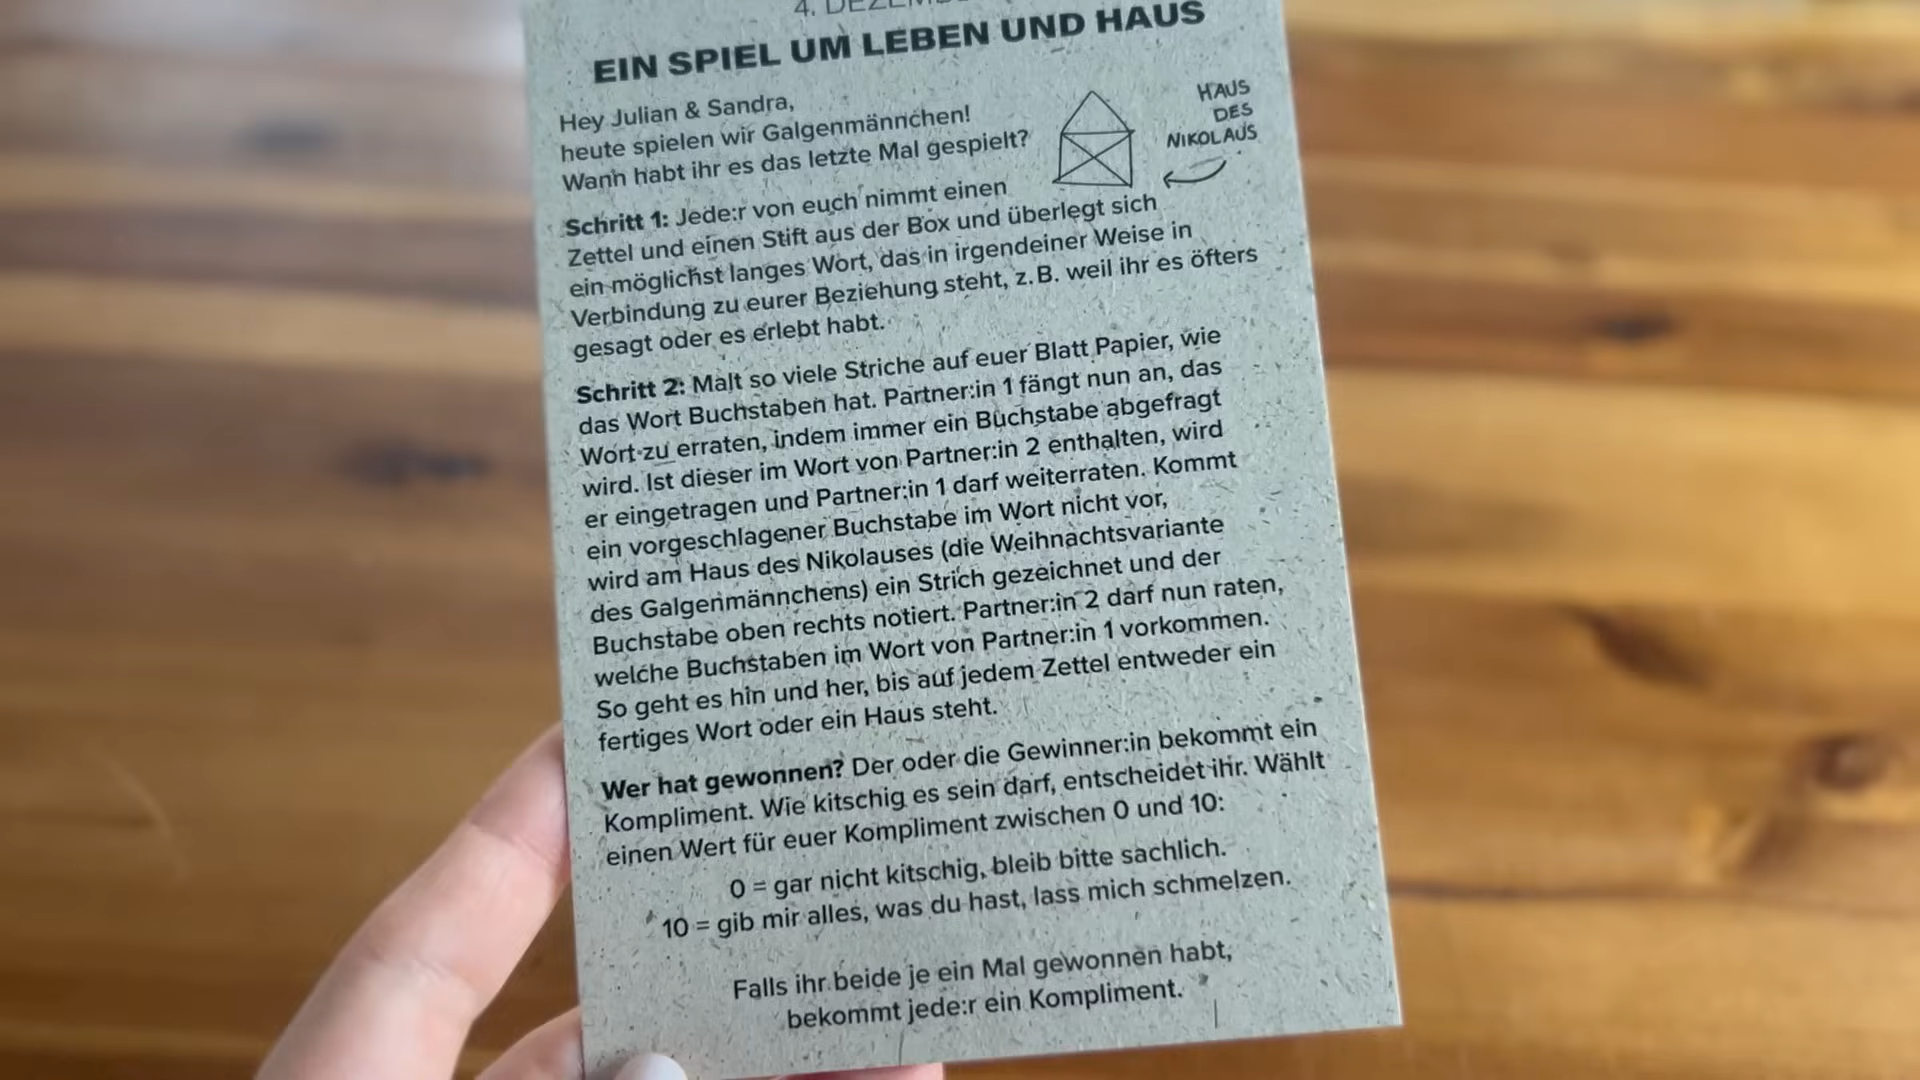 4. DEZEM
EIN SPIEL UM LEBEN UND HAUS
Hey Julian & Sandra,
heute spielen wir Galgenmännchen!
Wann habt ihr es das letzte Mal gespielt?
HAUS
DES
NIKOLAUS
Schritt 1: Jede:r von euch nimmt einen
Zettel und einen Stift aus der Box und überlegt sich
ein möglichst langes Wort, das in irgendeiner Weise in
Verbindung zu eurer Beziehung steht, z. B. weil ihr es öfters
gesagt oder es erlebt habt.
Schritt 2: Malt so viele Striche auf euer Blatt Papier, wie
das Wort Buchstaben hat. Partner:in 1 fängt nun an, das
Wort zu erraten, indem immer ein Buchstabe abgefragt
wird. Ist dieser im Wort von Partner:in 2 enthalten, wird
er eingetragen und Partner:in 1 darf weiterraten. Kommt
ein vorgeschlagener Buchstabe im Wort nicht vor,
wird am Haus des Nikolauses (die Weihnachtsvariante
des Galgenmännchens) ein Strich gezeichnet und der
Buchstabe oben rechts notiert. Partner:in 2 darf nun raten,
welche Buchstaben im Wort von Partner:in 1 vorkommen.
So geht es hin und her, bis auf jedem Zettel entweder ein
fertiges Wort oder ein Haus steht.
Wer hat gewonnen? Der oder die Gewinner:in bekommt ein
Kompliment. Wie kitschig es sein darf, entscheidet ihr. Wählt
einen Wert für euer Kompliment zwischen 0 und 10:
0 = gar nicht kitschig, bleib bitte sachlich.
10 = gib mir alles, was du hast, lass mich schmelzen.
Falls ihr beide je ein Mal gewonnen habt,
bekommt jede:r ein Kompliment.